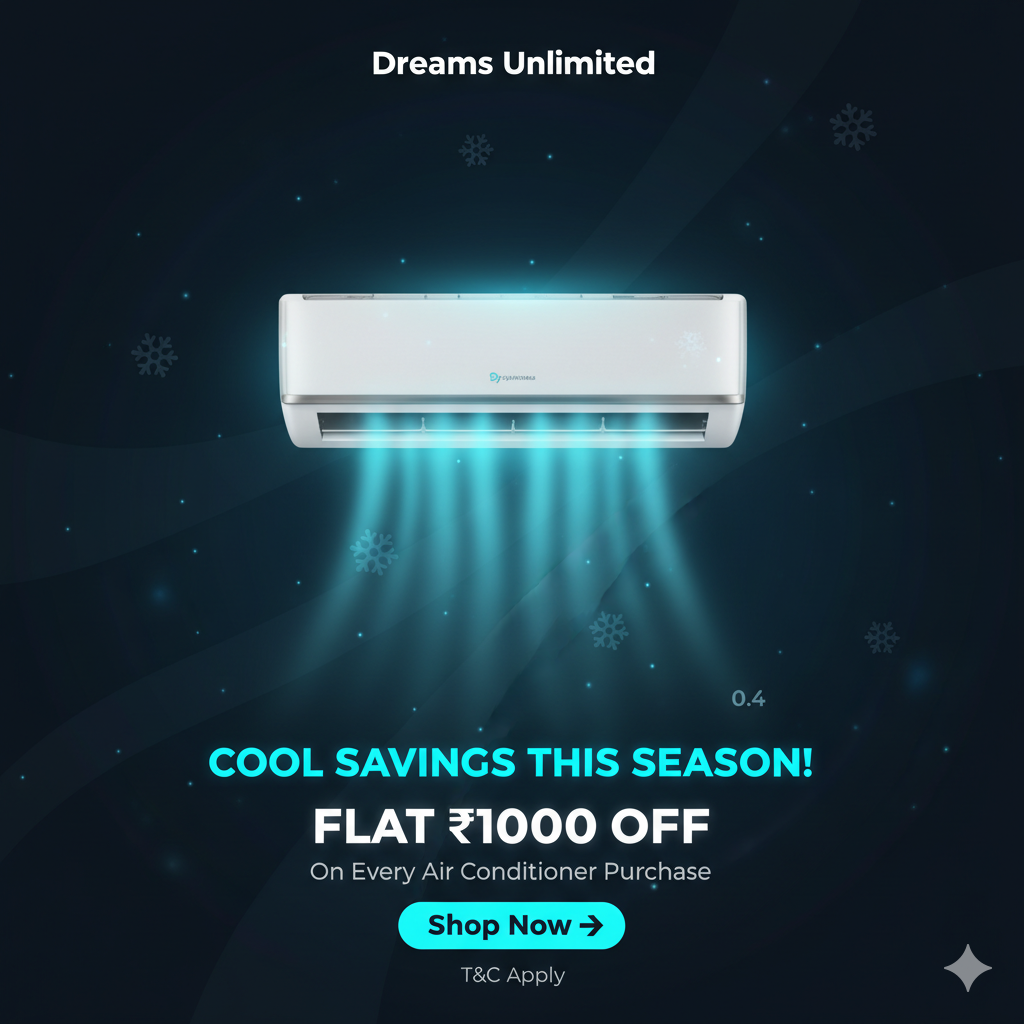 Dreams Unlimited
0.4
COOL SAVINGS THIS SEASON!
FLAT ₹1000 OFF
On Every Air Conditioner Purchase
Shop Now →
T&C Apply